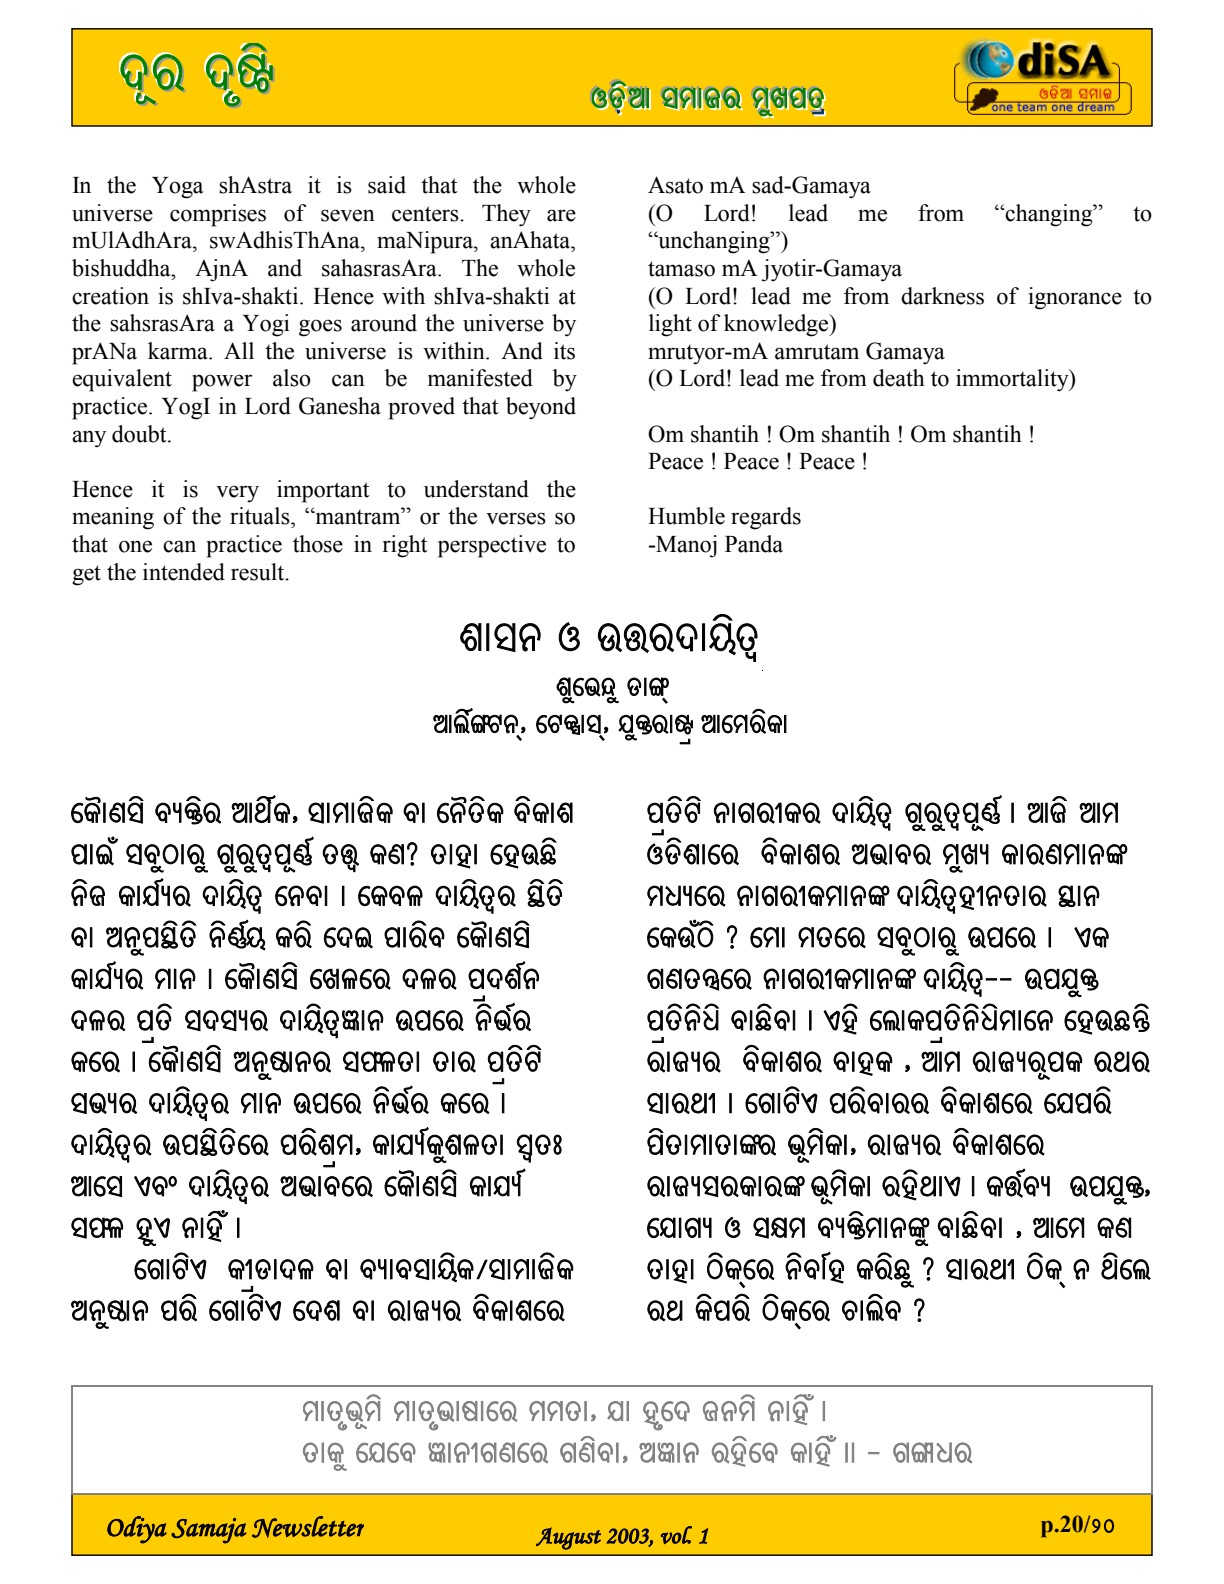 ଦୂର ଦୃଷ୍ଟି
ଓଡ଼ିଆ ସମାଜର ମୁଖପତ୍ର
OdiSA
ଓଡ଼ିଆ ସମାଜ
one team one dream
In the Yoga shAstra it is said that the whole
universe comprises of seven centers. They are
mUlAdhAra, swAdhisThAna, maNipura, anAhata,
bishuddha, AjnA and sahasrasAra. The whole
creation is shIva-shakti. Hence with shIva-shakti at
the sahsrasAra a Yogi goes around the universe by
prANa karma. All the universe is within. And its
equivalent power also can be manifested by
practice. YogI in Lord Ganesha proved that beyond
any doubt.
Hence it is very important to understand the
meaning of the rituals, “mantram” or the verses so
that one can practice those in right perspective to
get the intended result.
Asato mA sad-Gamaya
(O Lord! lead me from “changing” to
“unchanging”)
tamaso mA jyotir-Gamaya
(O Lord! lead me from darkness of ignorance to
light of knowledge)
mrutyor-mA amrutam Gamaya
(O Lord! lead me from death to immortality)
Om shantih ! Om shantih ! Om shantih !
Peace ! Peace ! Peace !
Humble regards
-Manoj Panda
ଶାସନ ଓ ଉତ୍ତରଦାୟିତ୍ୱ
ଶୁଭେନ୍ଦୁ ଡାଙ୍ଗ୍
ଆର୍ଲିଙ୍ଗଟନ୍, ଟେକ୍ସାସ୍, ଯୁକ୍ତରାଷ୍ଟ୍ର ଆମେରିକା
କୌଣସି ବ୍ୟକ୍ତିର ଆର୍ଥିକ, ସାମାଜିକ ବା ନୈତିକ ବିକାଶ
ପାଇଁ ସବୁଠାରୁ ଗୁରୁତ୍ୱପୂର୍ଣ୍ଣ ତତ୍ତ୍ୱ କଣ? ତାହା ହେଉଛି
ନିଜ କାର୍ଯ୍ୟର ଦାୟିତ୍ୱ ନେବା । କେବଳ ଦାୟିତ୍ୱର ସ୍ଥିତି
ବା ଅନୁପସ୍ଥିତି ନିର୍ଣ୍ଣୟ କରି ଦେଇ ପାରିବ କୌଣସି
କାର୍ଯ୍ୟର ମାନ । କୌଣସି ଖେଳରେ ଦଳର ପ୍ରଦର୍ଶନ
ଦଳର ପ୍ରତି ସଦସ୍ୟର ଦାୟିତ୍ୱଜ୍ଞାନ ଉପରେ ନିର୍ଭର
କରେ । କୌଣସି ଅନୁଷ୍ଠାନର ସଫଳତା ତାର ପ୍ରତିଟି
ସଭ୍ୟର ଦାୟିତ୍ୱର ମାନ ଉପରେ ନିର୍ଭର କରେ ।
ଦାୟିତ୍ୱର ଉପସ୍ଥିତିରେ ପରିଶ୍ରମ, କାର୍ଯ୍ୟକୁଶଳତା ସ୍ୱତଃ
ଆସେ ଏବଂ ଦାୟିତ୍ୱର ଅଭାବରେ କୌଣସି କାର୍ଯ୍ୟ
ସଫଳ ହୁଏ ନାହିଁ ।
ଗୋଟିଏ କ୍ରୀଡାଦଳ ବା ବ୍ୟାବସାୟିକ/ସାମାଜିକ
ଅନୁଷ୍ଠାନ ପରି ଗୋଟିଏ ଦେଶ ବା ରାଜ୍ୟର ବିକାଶରେ
ପ୍ରତିଟି ନାଗରୀକର ଦାୟିତ୍ୱ ଗୁରୁତ୍ୱପୂର୍ଣ୍ଣ । ଆଜି ଆମ
ଓଡିଶାରେ ବିକାଶର ଅଭାବର ମୁଖ୍ୟ କାରଣମାନଙ୍କ
ମଧ୍ୟରେ ନାଗରୀକମାନଙ୍କ ଦାୟିତ୍ୱହୀନତାର ସ୍ଥାନ
କେଉଁଠି ? ମୋ ମତରେ ସବୁଠାରୁ ଉପରେ । ଏକ
ଗଣତନ୍ତ୍ରରେ ନାଗରୀକମାନଙ୍କ ଦାୟିତ୍ୱ-- ଉପଯୁକ୍ତ
ପ୍ରତିନିଧି ବାଛିବା । ଏହି ଲୋକପ୍ରତିନିଧିମାନେ ହେଉଛନ୍ତି
ରାଜ୍ୟର ବିକାଶର ବାହକ , ଆମ ରାଜ୍ୟରୂପକ ରଥର
ସାରଥୀ । ଗୋଟିଏ ପରିବାରର ବିକାଶରେ ଯେପରି
ପିତାମାତାଙ୍କର ଭୂମିକା, ରାଜ୍ୟର ବିକାଶରେ
ରାଜ୍ୟସରକାରଙ୍କ ଭୂମିକା ରହିଥାଏ । କର୍ତ୍ତବ୍ୟ ଉପଯୁକ୍ତ,
ଯୋଗ୍ୟ ଓ ସକ୍ଷମ ବ୍ୟକ୍ତିମାନଙ୍କୁ ବାଛିବା , ଆମେ କଣ
ତାହା ଠିକ୍‌ରେ ନିର୍ବାହ କରିଛୁ ? ସାରଥୀ ଠିକ୍ ନ ଥିଲେ
ରଥ କିପରି ଠିକ୍‌ରେ ଚାଲିବ ?
ମାତୃଭୂମି ମାତୃଭାଷାରେ ମମତା, ଯା ହୃଦେ ଜନମି ନାହିଁ ।
ତାକୁ ଯେବେ ଜ୍ଞାନୀଗଣରେ ଗଣିବା, ଅଜ୍ଞାନ ରହିବେ କାହିଁ ॥ – ଗଙ୍ଗାଧର
Odiya Samaja Newsletter
August 2003, vol. 1
p.20/୨୦